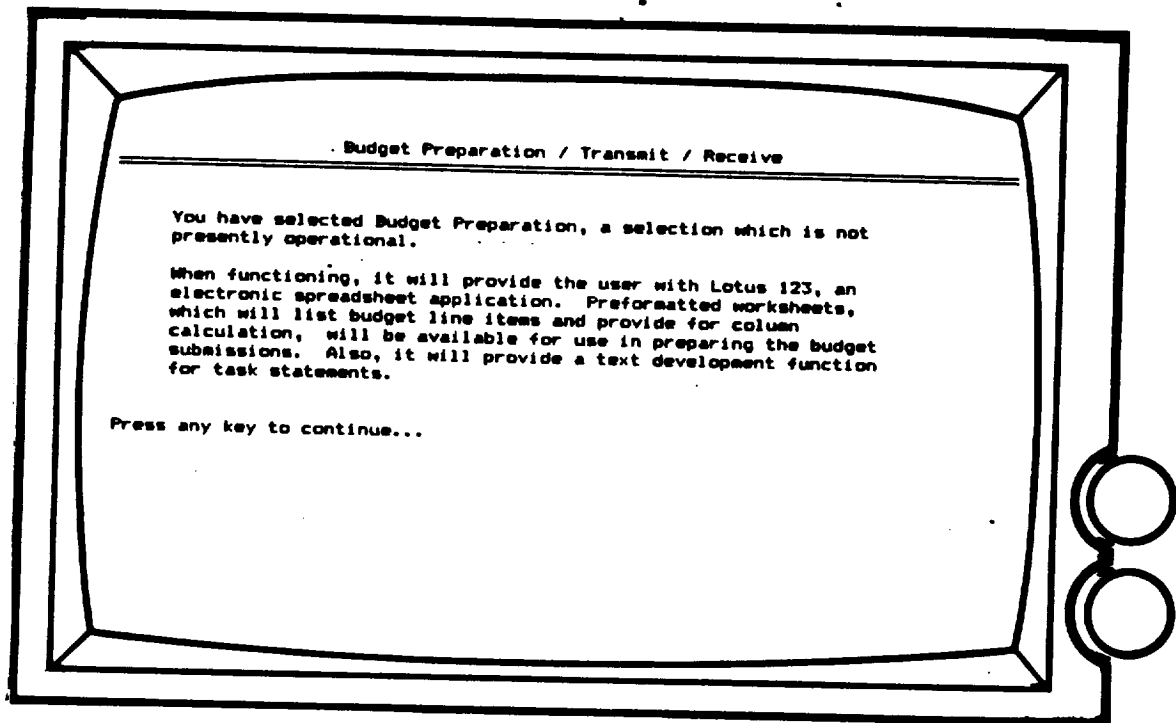 Budget Preparation / Transmit / Receive
You have selected Budget Preparation, a selection which is not
presently operational.
When functioning, it will provide the user with Lotus 123, an
electronic spreadsheet application. Preformatted worksheets,
which will list budget line items and provide for column
calculation, will be available for use in preparing the budget
submissions. Also, it will provide a text development function
for task statements.
Press any key to continue...